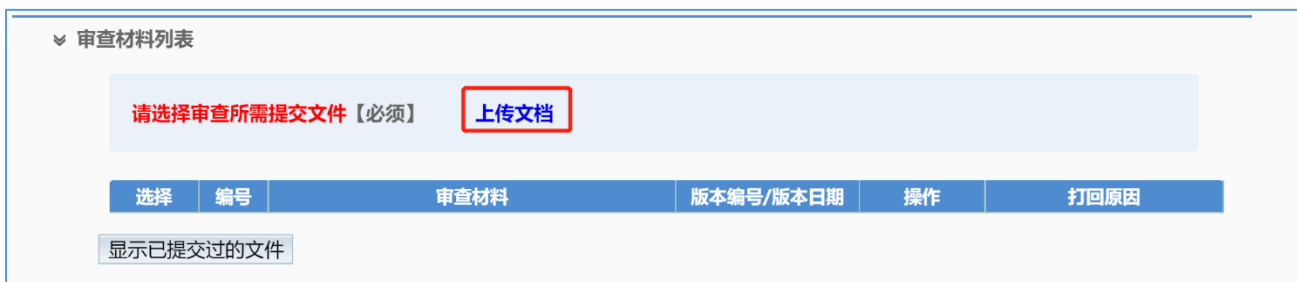 审查材料列表
请选择审查所需提交文件【必须】 上传文档
选择 编号 审查材料 版本编号/版本日期 操作 打回原因
显示已提交过的文件